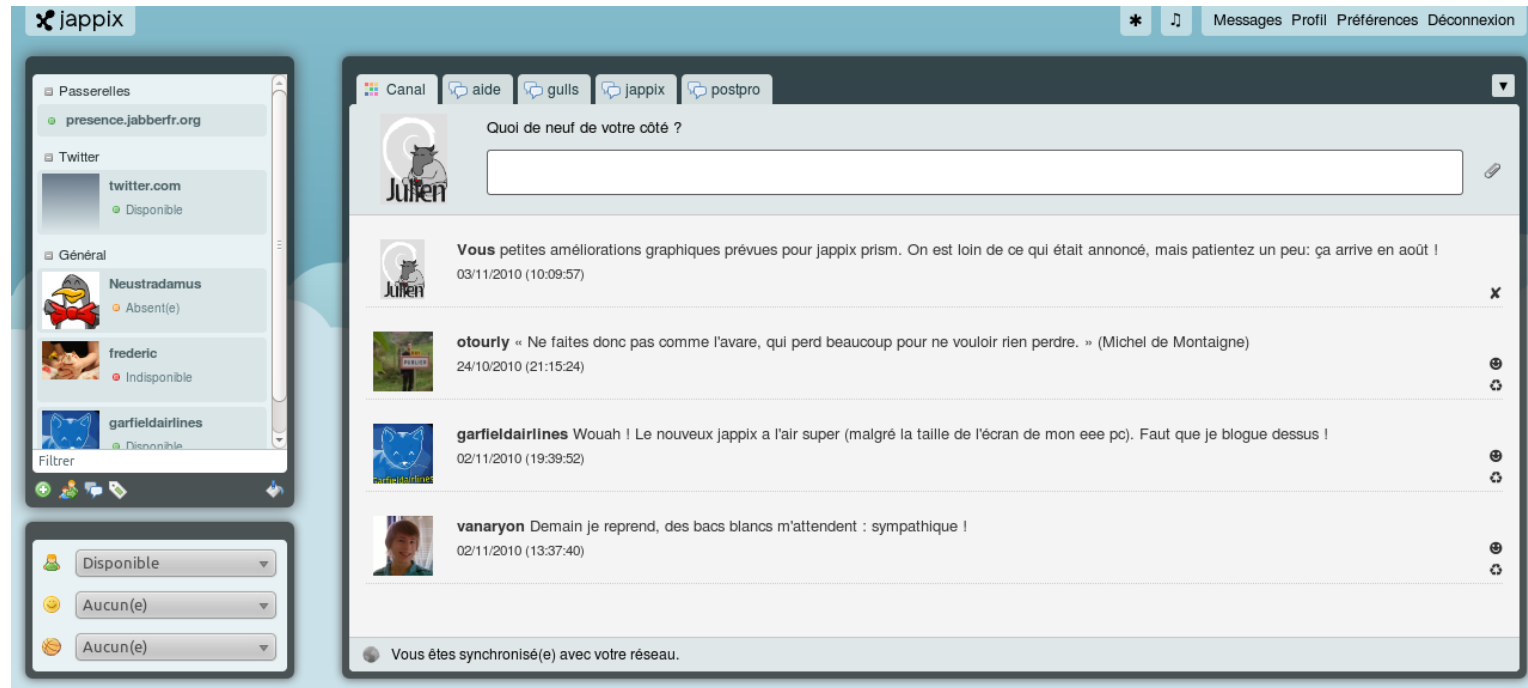 jappix
✱ ♫ Messages Profil Préférences Déconnexion
Passerelles
presence.jabberfr.org
Twitter
twitter.com
Disponible
Général
Neustradamus
Absent(e)
frederic
Indisponible
garfieldairlines
Disponible
Filtrer
Disponible
Aucun(e)
Aucun(e)
Canal aide gulls jappix postpro
Quoi de neuf de votre côté ?
Julien
Vous petites améliorations graphiques prévues pour jappix prism. On est loin de ce qui était annoncé, mais patientez un peu: ça arrive en août !
03/11/2010 (10:09:57)
Julien
otourly « Ne faites donc pas comme l'avare, qui perd beaucoup pour ne vouloir rien perdre. » (Michel de Montaigne)
24/10/2010 (21:15:24)
PUBLIER
garfieldairlines Wouah ! Le nouveux jappix a l'air super (malgré la taille de l'écran de mon eee pc). Faut que je blogue dessus !
02/11/2010 (19:39:52)
Garfieldairlines
vanaryon Demain je reprend, des bacs blancs m'attendent : sympathique !
02/11/2010 (13:37:40)
Vous êtes synchronisé(e) avec votre réseau.